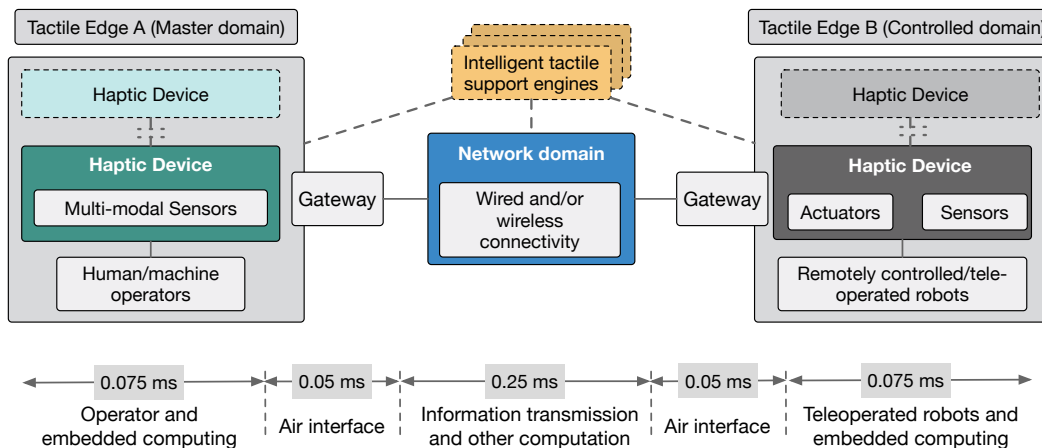 Tactile Edge A (Master domain)
Haptic Device
Haptic Device
Multi-modal Sensors
Human/machine
operators
Gateway
Intelligent tactile
support engines
Network domain
Wired and/or
wireless
connectivity
Gateway
Tactile Edge B (Controlled domain)
Haptic Device
Haptic Device
Actuators
Sensors
Remotely controlled/tele-
operated robots
0.075 ms
0.05 ms
0.25 ms
0.05 ms
0.075 ms
Operator and
embedded computing
Air interface
Information transmission
and other computation
Air interface
Teleoperated robots and
embedded computing